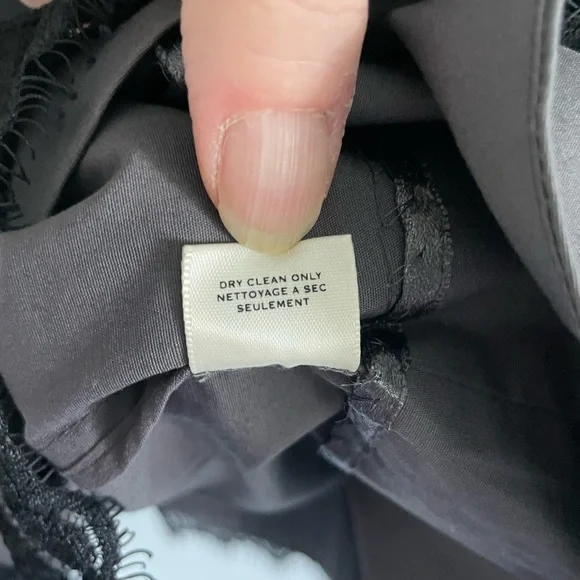 DRY CLEAN ONLY
NETTOYAGE A SEC
SEULEMENT